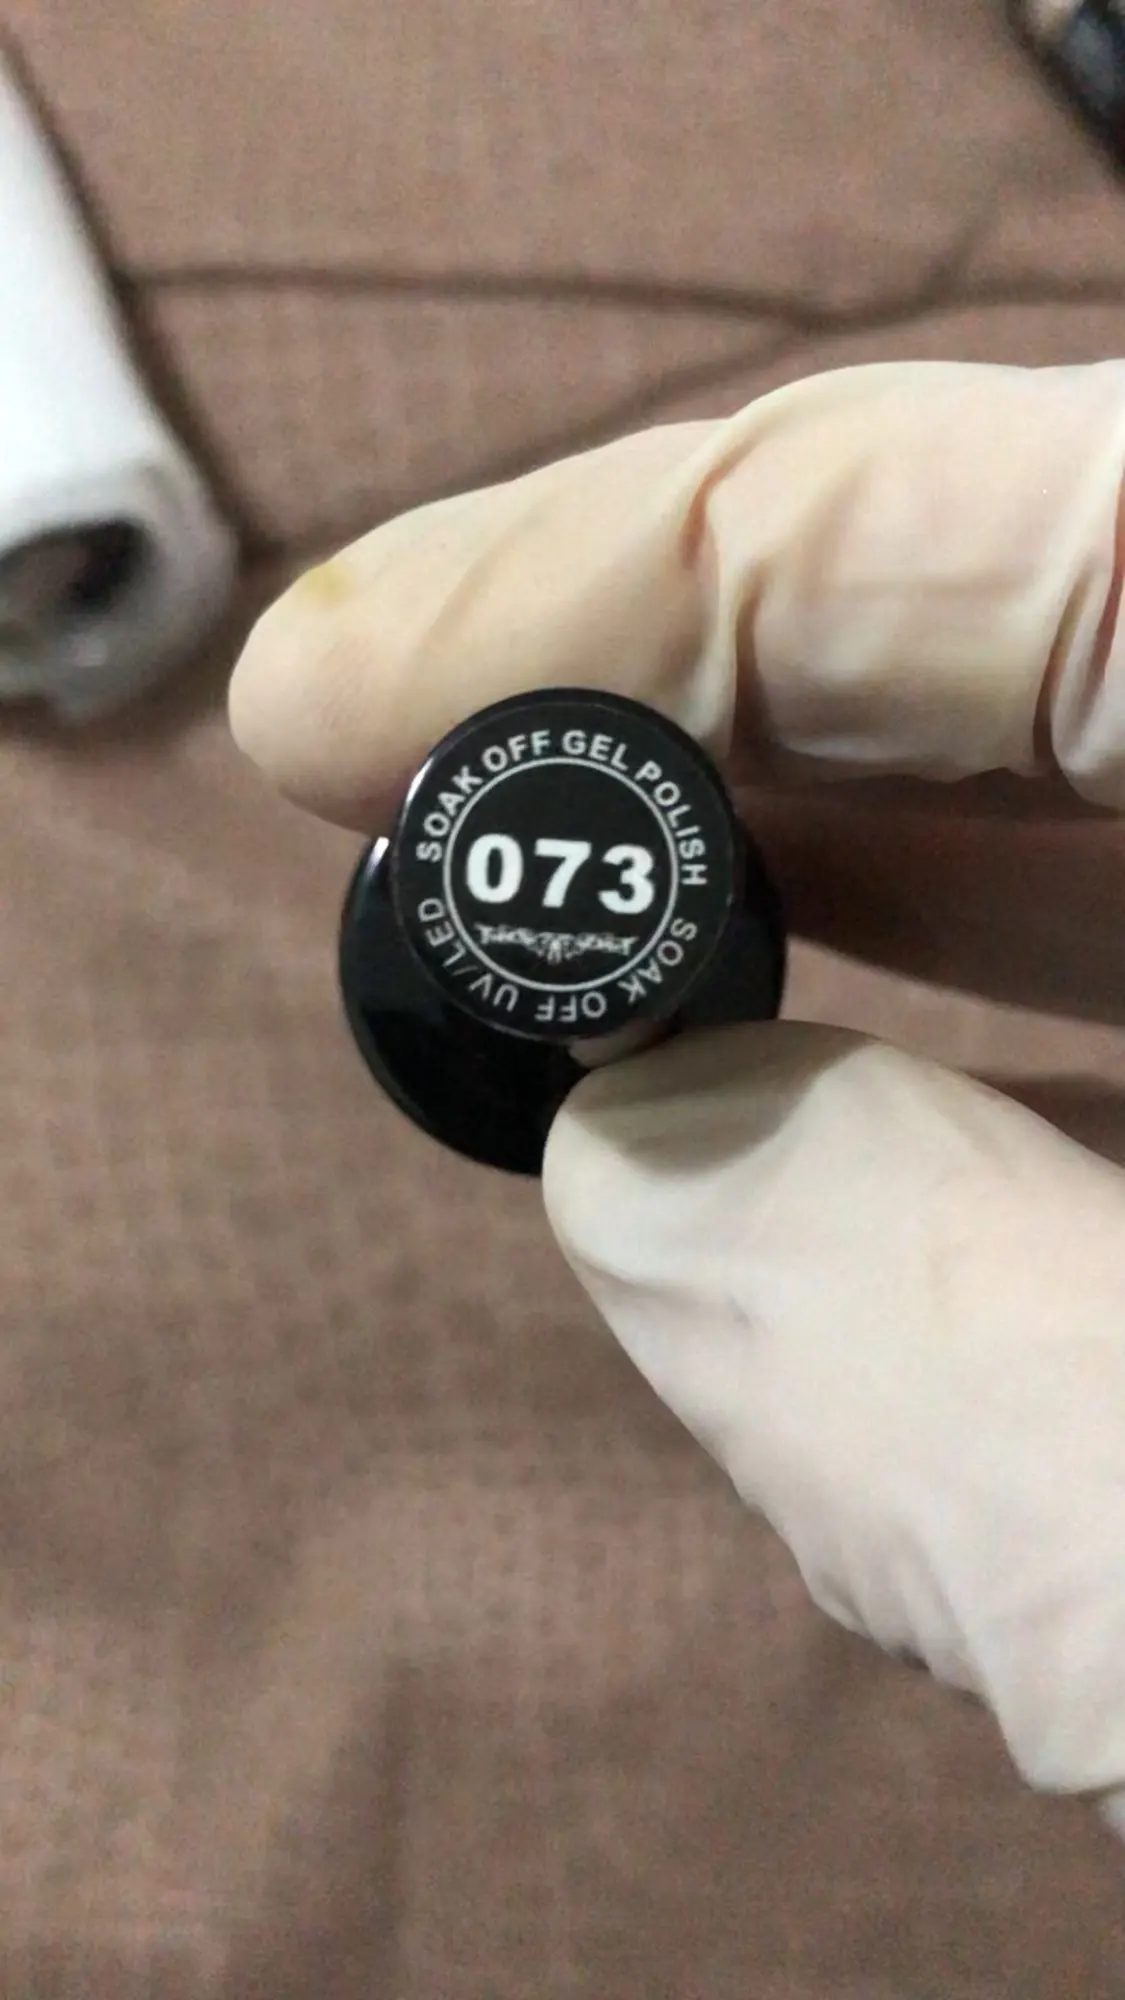 SOAK OFF GEL POLISH
073
SOAK OFF UV/LED